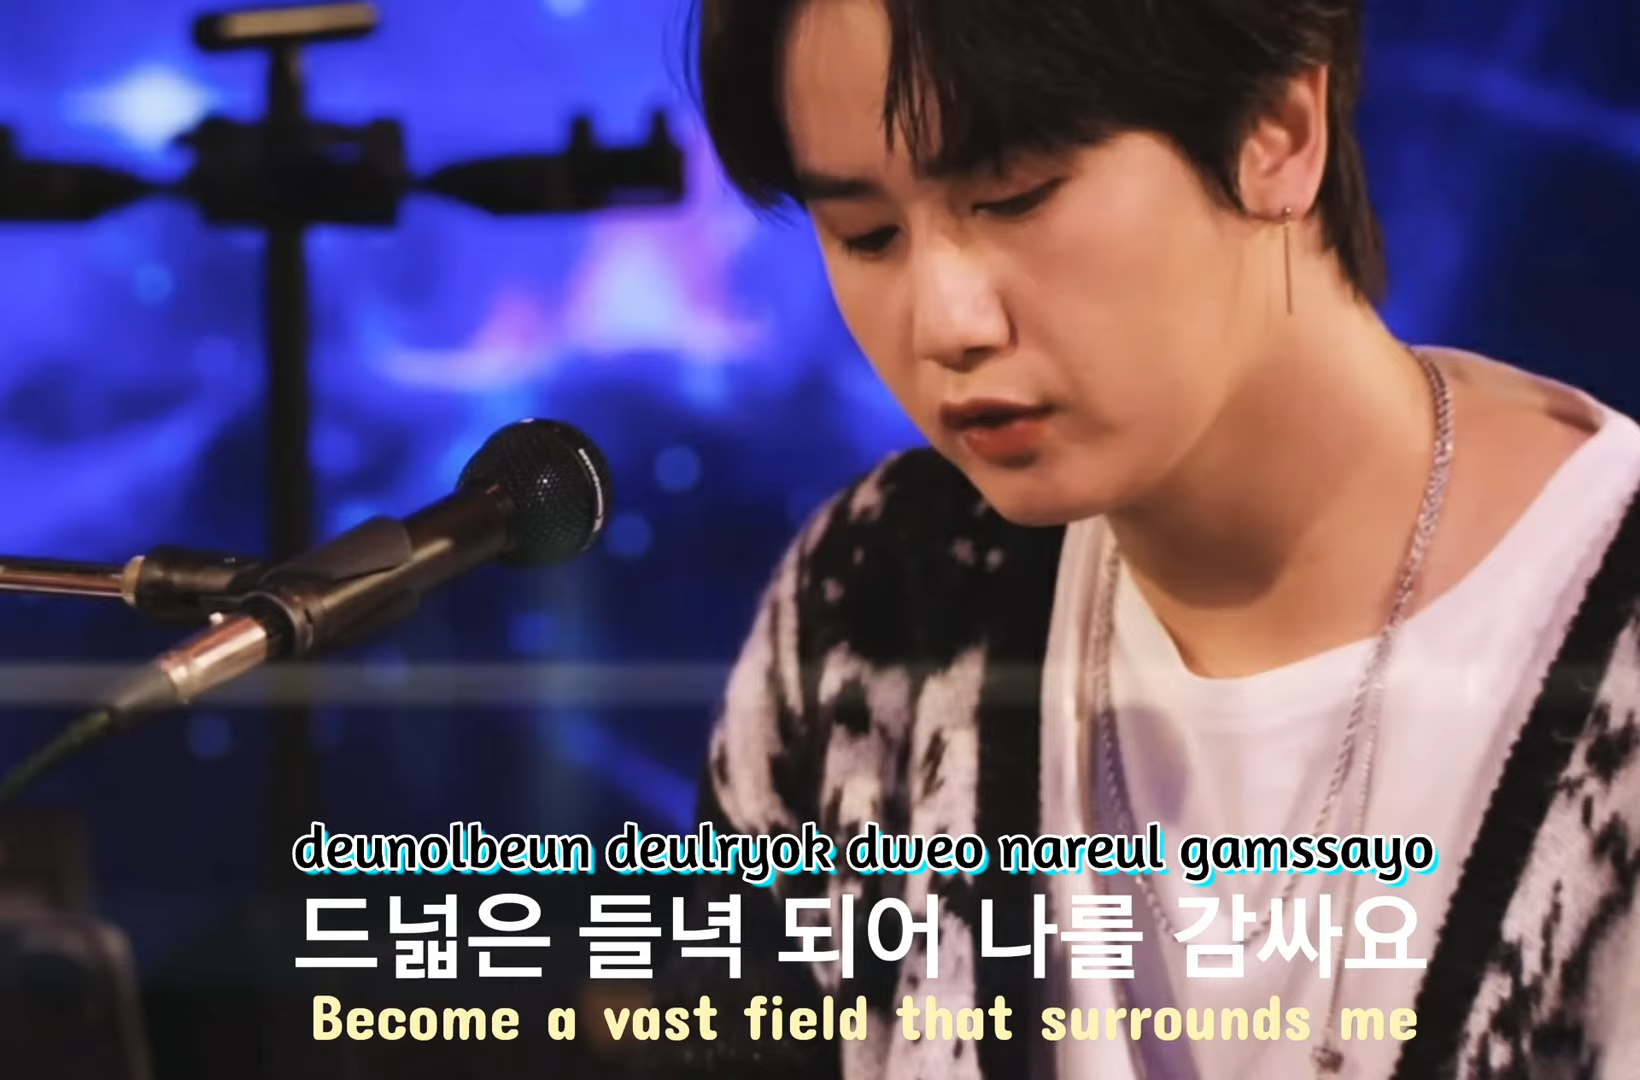 deunolbeun deulryok dweo nareul gamssayo
드넓은 들녘 되어 나를 감싸요
Become a vast field that surrounds me